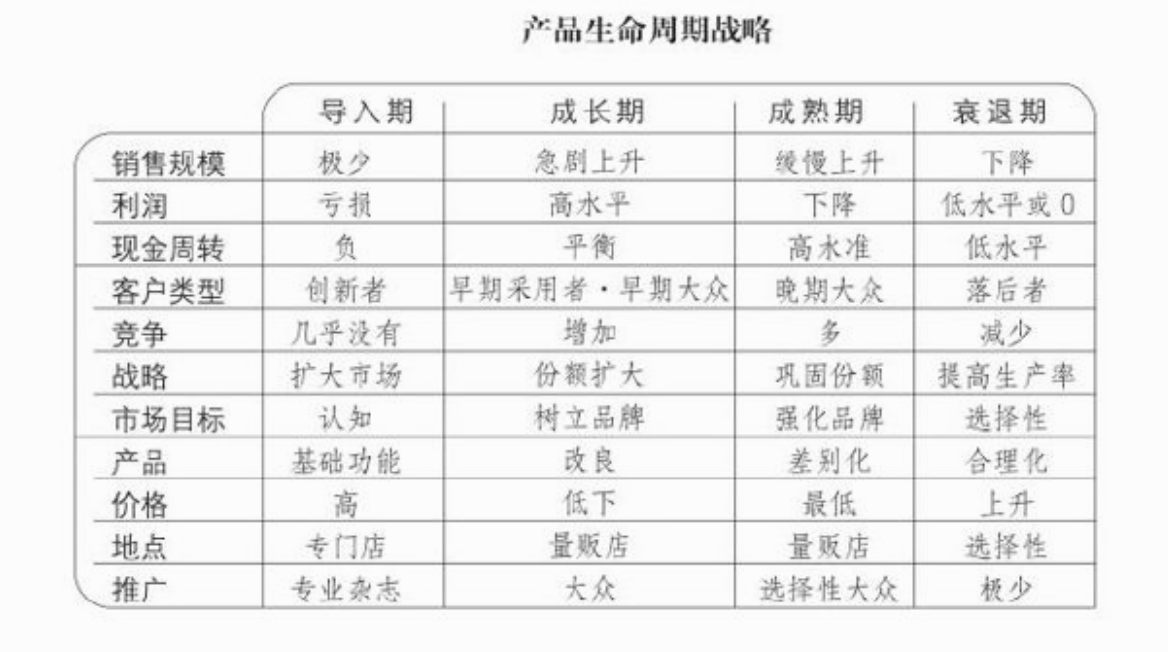 产品生命周期战略
导入期 成长期 成熟期 衰退期
销售规模 极少 急剧上升 缓慢上升 下降
利润 亏损 高水平 下降 低水平或0
现金周转 负 平衡 高水准 低水平
客户类型 创新者 早期采用者·早期大众 晚期大众 落后者
竞争 几乎没有 增加 多 减少
战略 扩大市场 份额扩大 巩固份额 提高生产率
市场目标 认知 树立品牌 强化品牌 选择性
产品 基础功能 改良 差别化 合理化
价格 高 低下 最低 上升
地点 专门店 量贩店 量贩店 选择性
推广 专业杂志 大众 选择性大众 极少